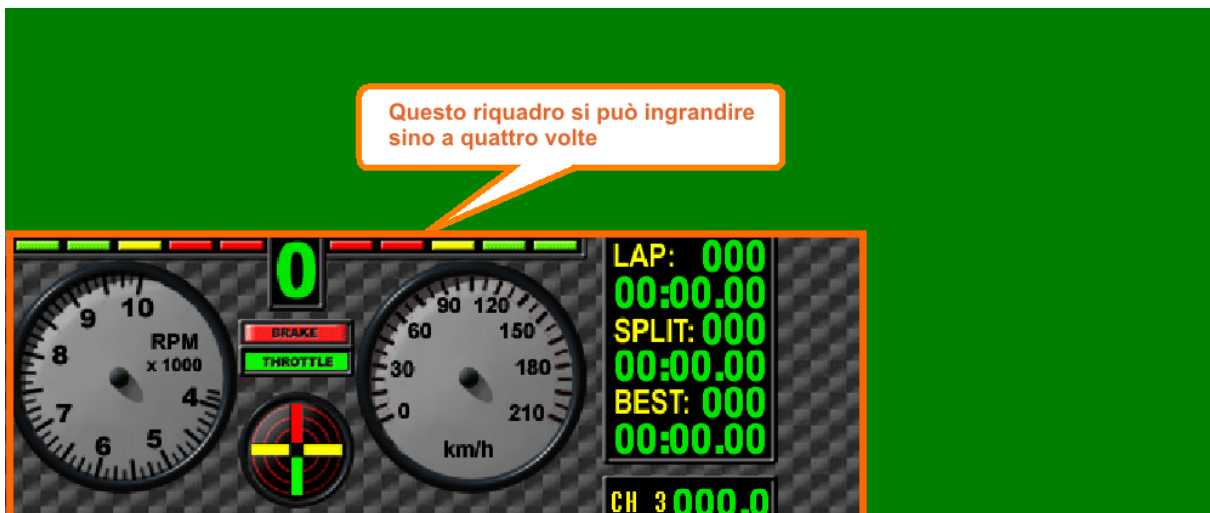 Questo riquadro si può ingrandire
sino a quattro volte
0
LAP: 000
00:00.00
SPLIT: 000
00:00.00
BEST: 000
00:00.00
CH 3 000.0
BRAKE
THROTTLE
10
9
8
7
6
5
4
RPM
x 1000
0
30
60
90
120
150
180
210
km/h